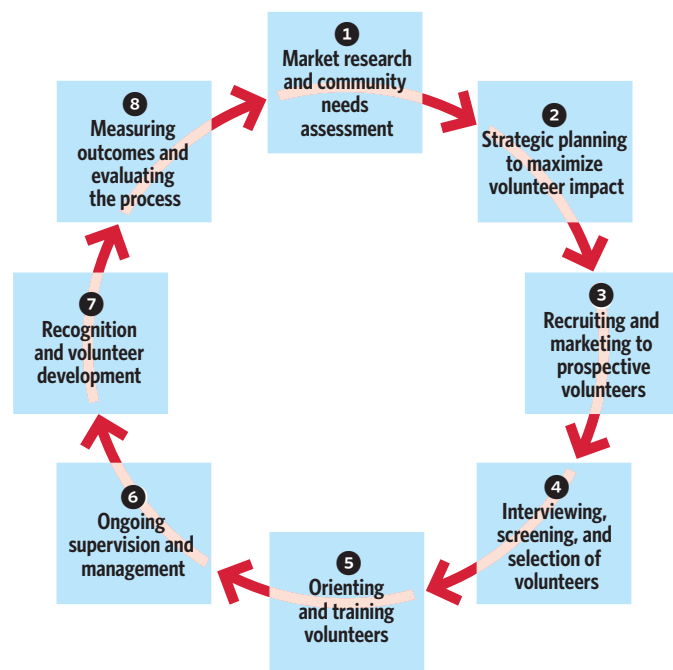 1
Market research
and community
needs
assessment
2
Strategic planning
to maximize
volunteer impact
3
Recruiting and
marketing to
prospective
volunteers
4
Interviewing,
screening, and
selection of
volunteers
5
Orienting
and training
volunteers
6
Ongoing
supervision and
management
7
Recognition
and volunteer
development
8
Measuring
outcomes and
evaluating
the process